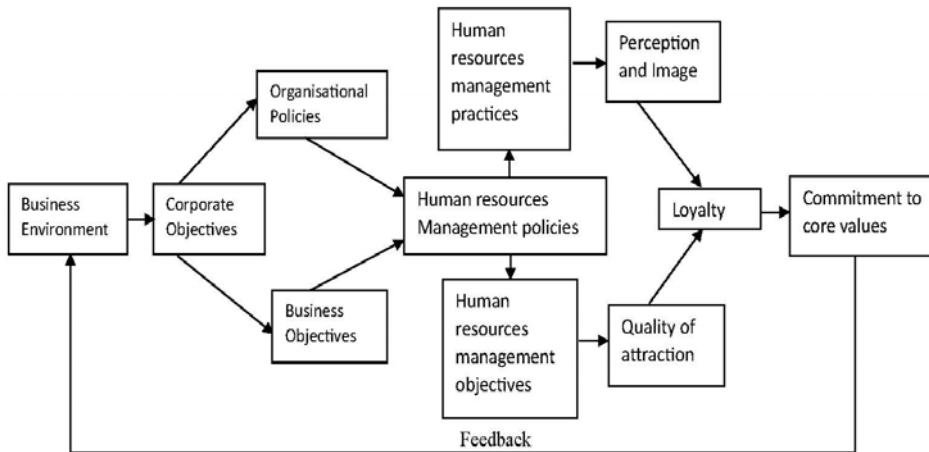 Business
Environment
Corporate
Objectives
Organisational
Policies
Business
Objectives
Human resources
Management policies
Human
resources
management
practices
Human
resources
management
objectives
Perception
and Image
Quality of
attraction
Loyalty
Commitment to
core values
Feedback